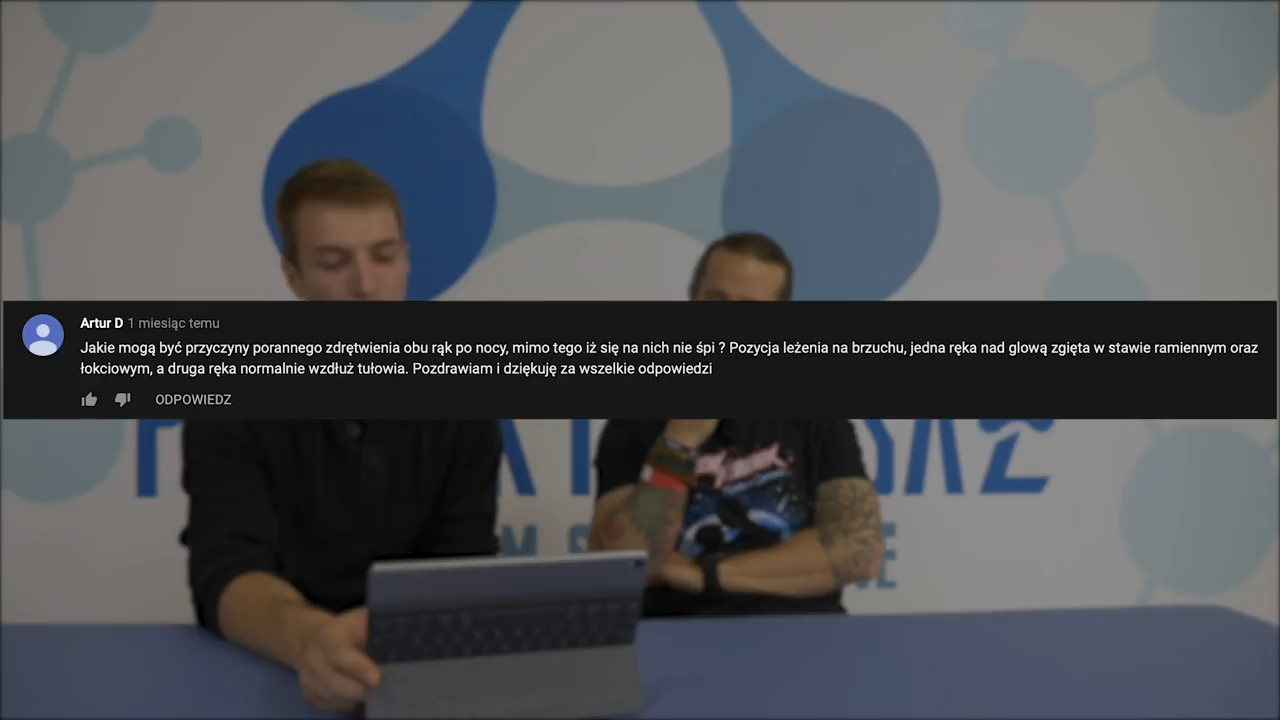 Artur D 1 miesiąc temu
Jakie mogą być przyczyny porannego zdrętwienia obu rąk po nocy, mimo tego iż się na nich nie śpi ? Pozycja leżenia na brzuchu, jedna ręka nad glową zgięta w stawie ramiennym oraz
łokciowym, a druga ręka normalnie wzdłuż tułowia. Pozdrawiam i dziękuję za wszelkie odpowiedzi
ODPOWIEDZ